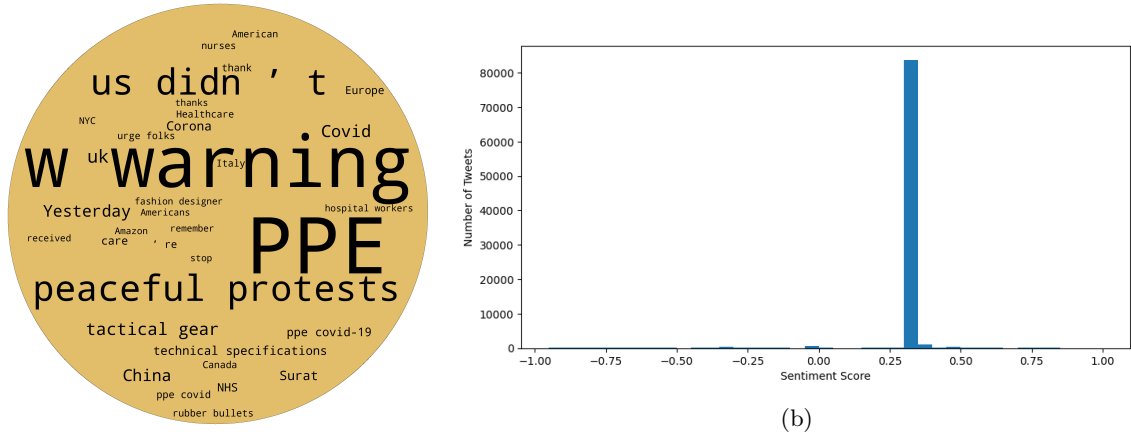 American
nurses
thank
us didn ’ t
Europe
thanks
Healthcare
NYC
Corona
urge folks
Covid
w
uk
warning
Italy
Yesterday
fashion designer
Americans
hospital workers
received
Amazon
care
remember
’ re
stop
PPE
peaceful protests
tactical gear
ppe covid-19
technical specifications
Canada
China
Surat
NHS
ppe covid
rubber bullets
Number of Tweets
80000
70000
60000
50000
40000
30000
20000
10000
0
−1.00 −0.75 −0.50 −0.25 0.00 0.25 0.50 0.75 1.00
Sentiment Score
(b)